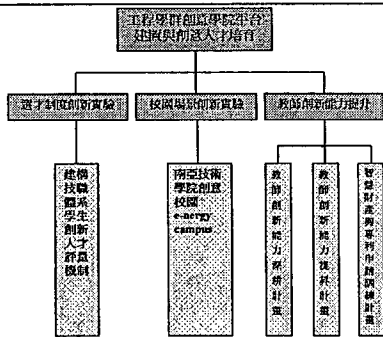 工程學群創意學院平台
建置與創意人才培育
選才制度創新實驗
校園場景創新實驗
教師創新能力提升
建構
技職
體系
學生
創新
人才
評量
機制
南亞技術
學院創意
校園
e-nergy
campus
教師創新能力計畫
教師創新能力提昇計畫
智慧財產與專利申請訓練計畫